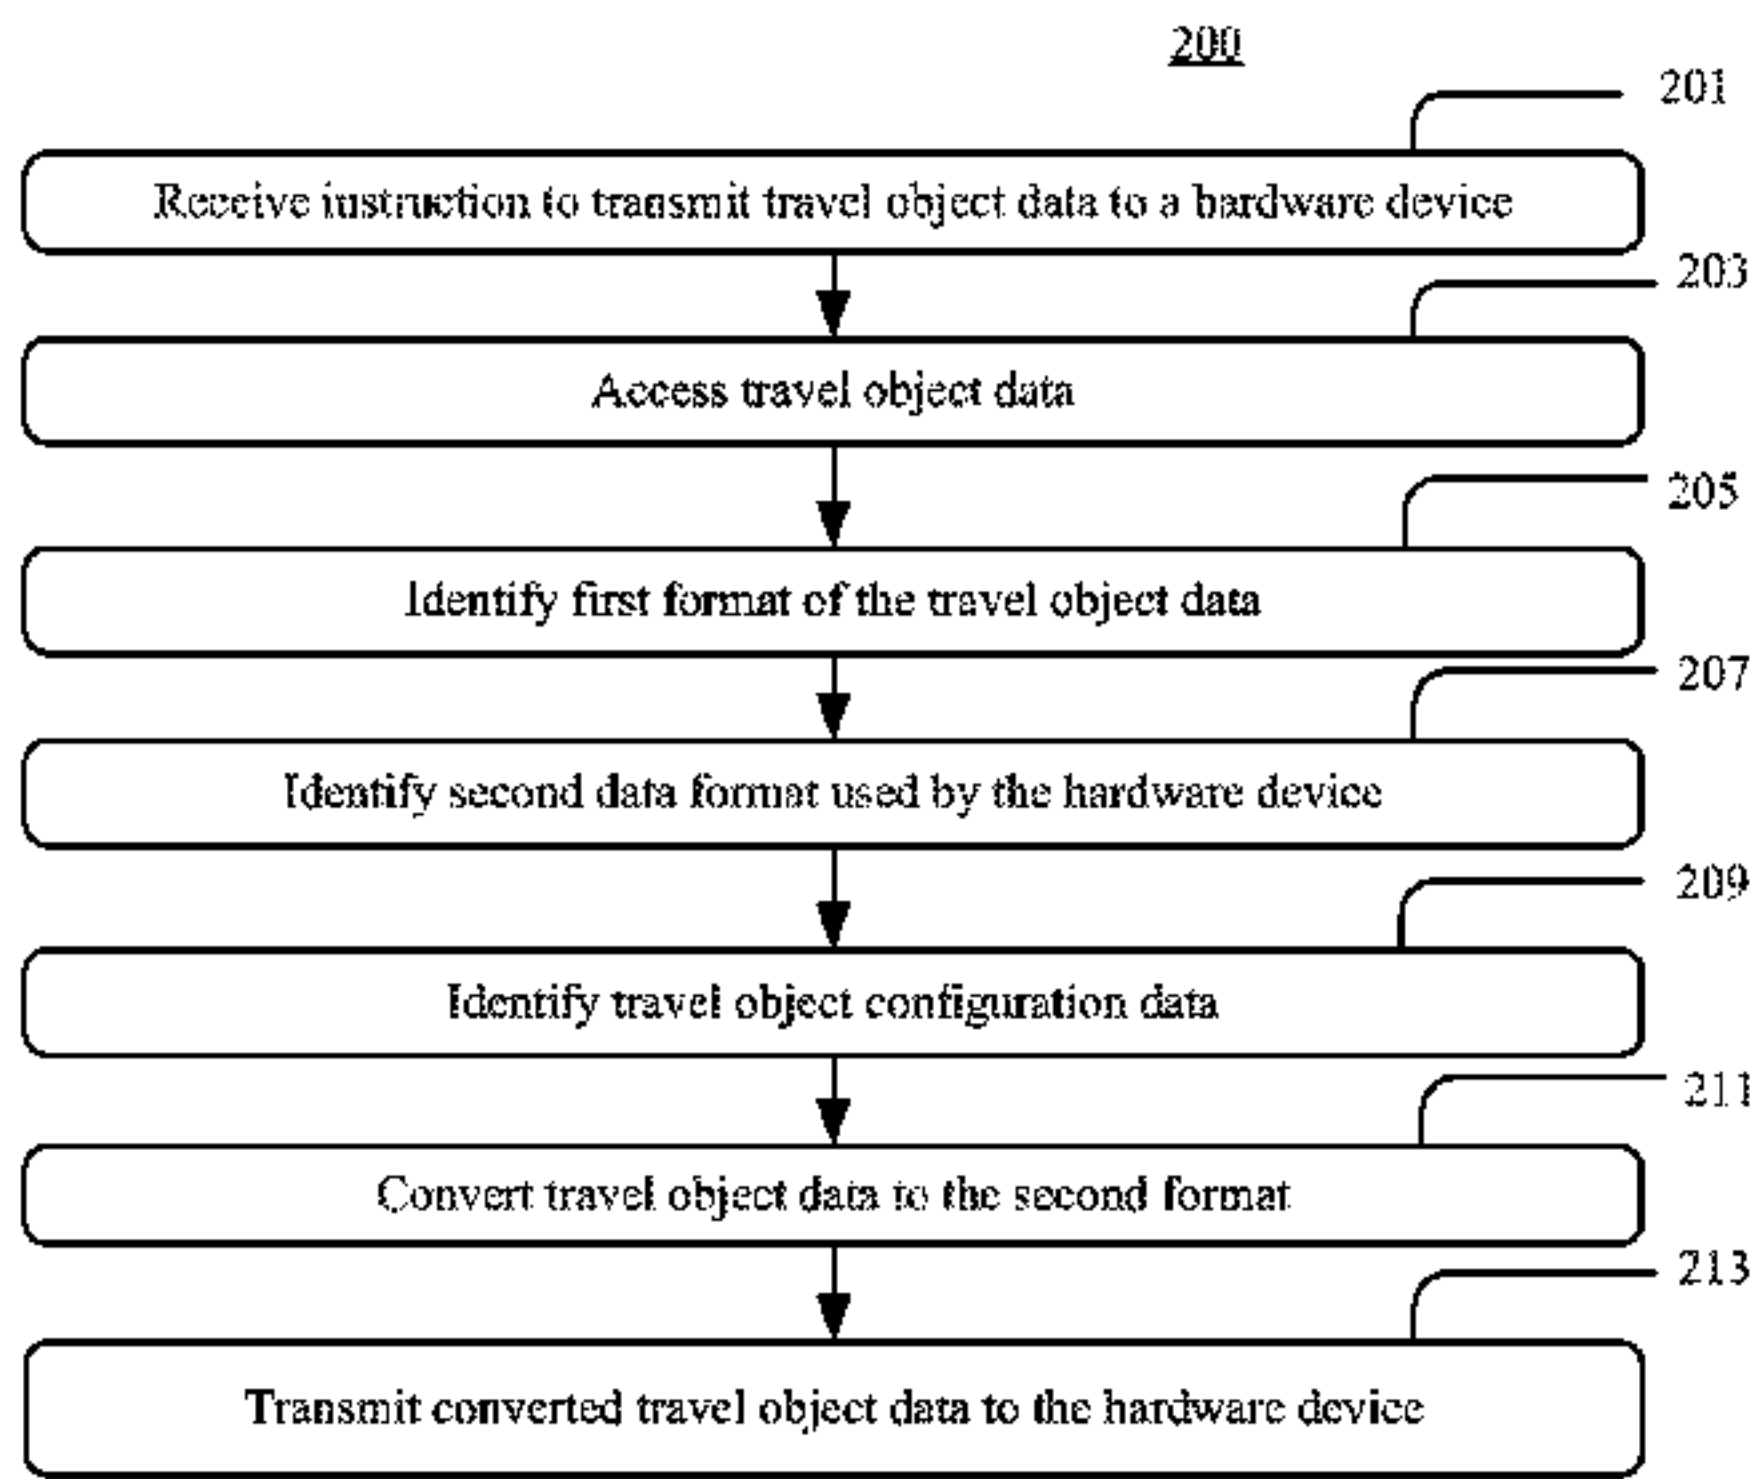 200
201
Receive instruction to transmit travel object data to a hardware device
203
Access travel object data
205
Identify first format of the travel object data
207
Identify second data format used by the hardware device
209
Identify travel object configuration data
211
Convert travel object data to the second format
213
Transmit converted travel object data to the hardware device